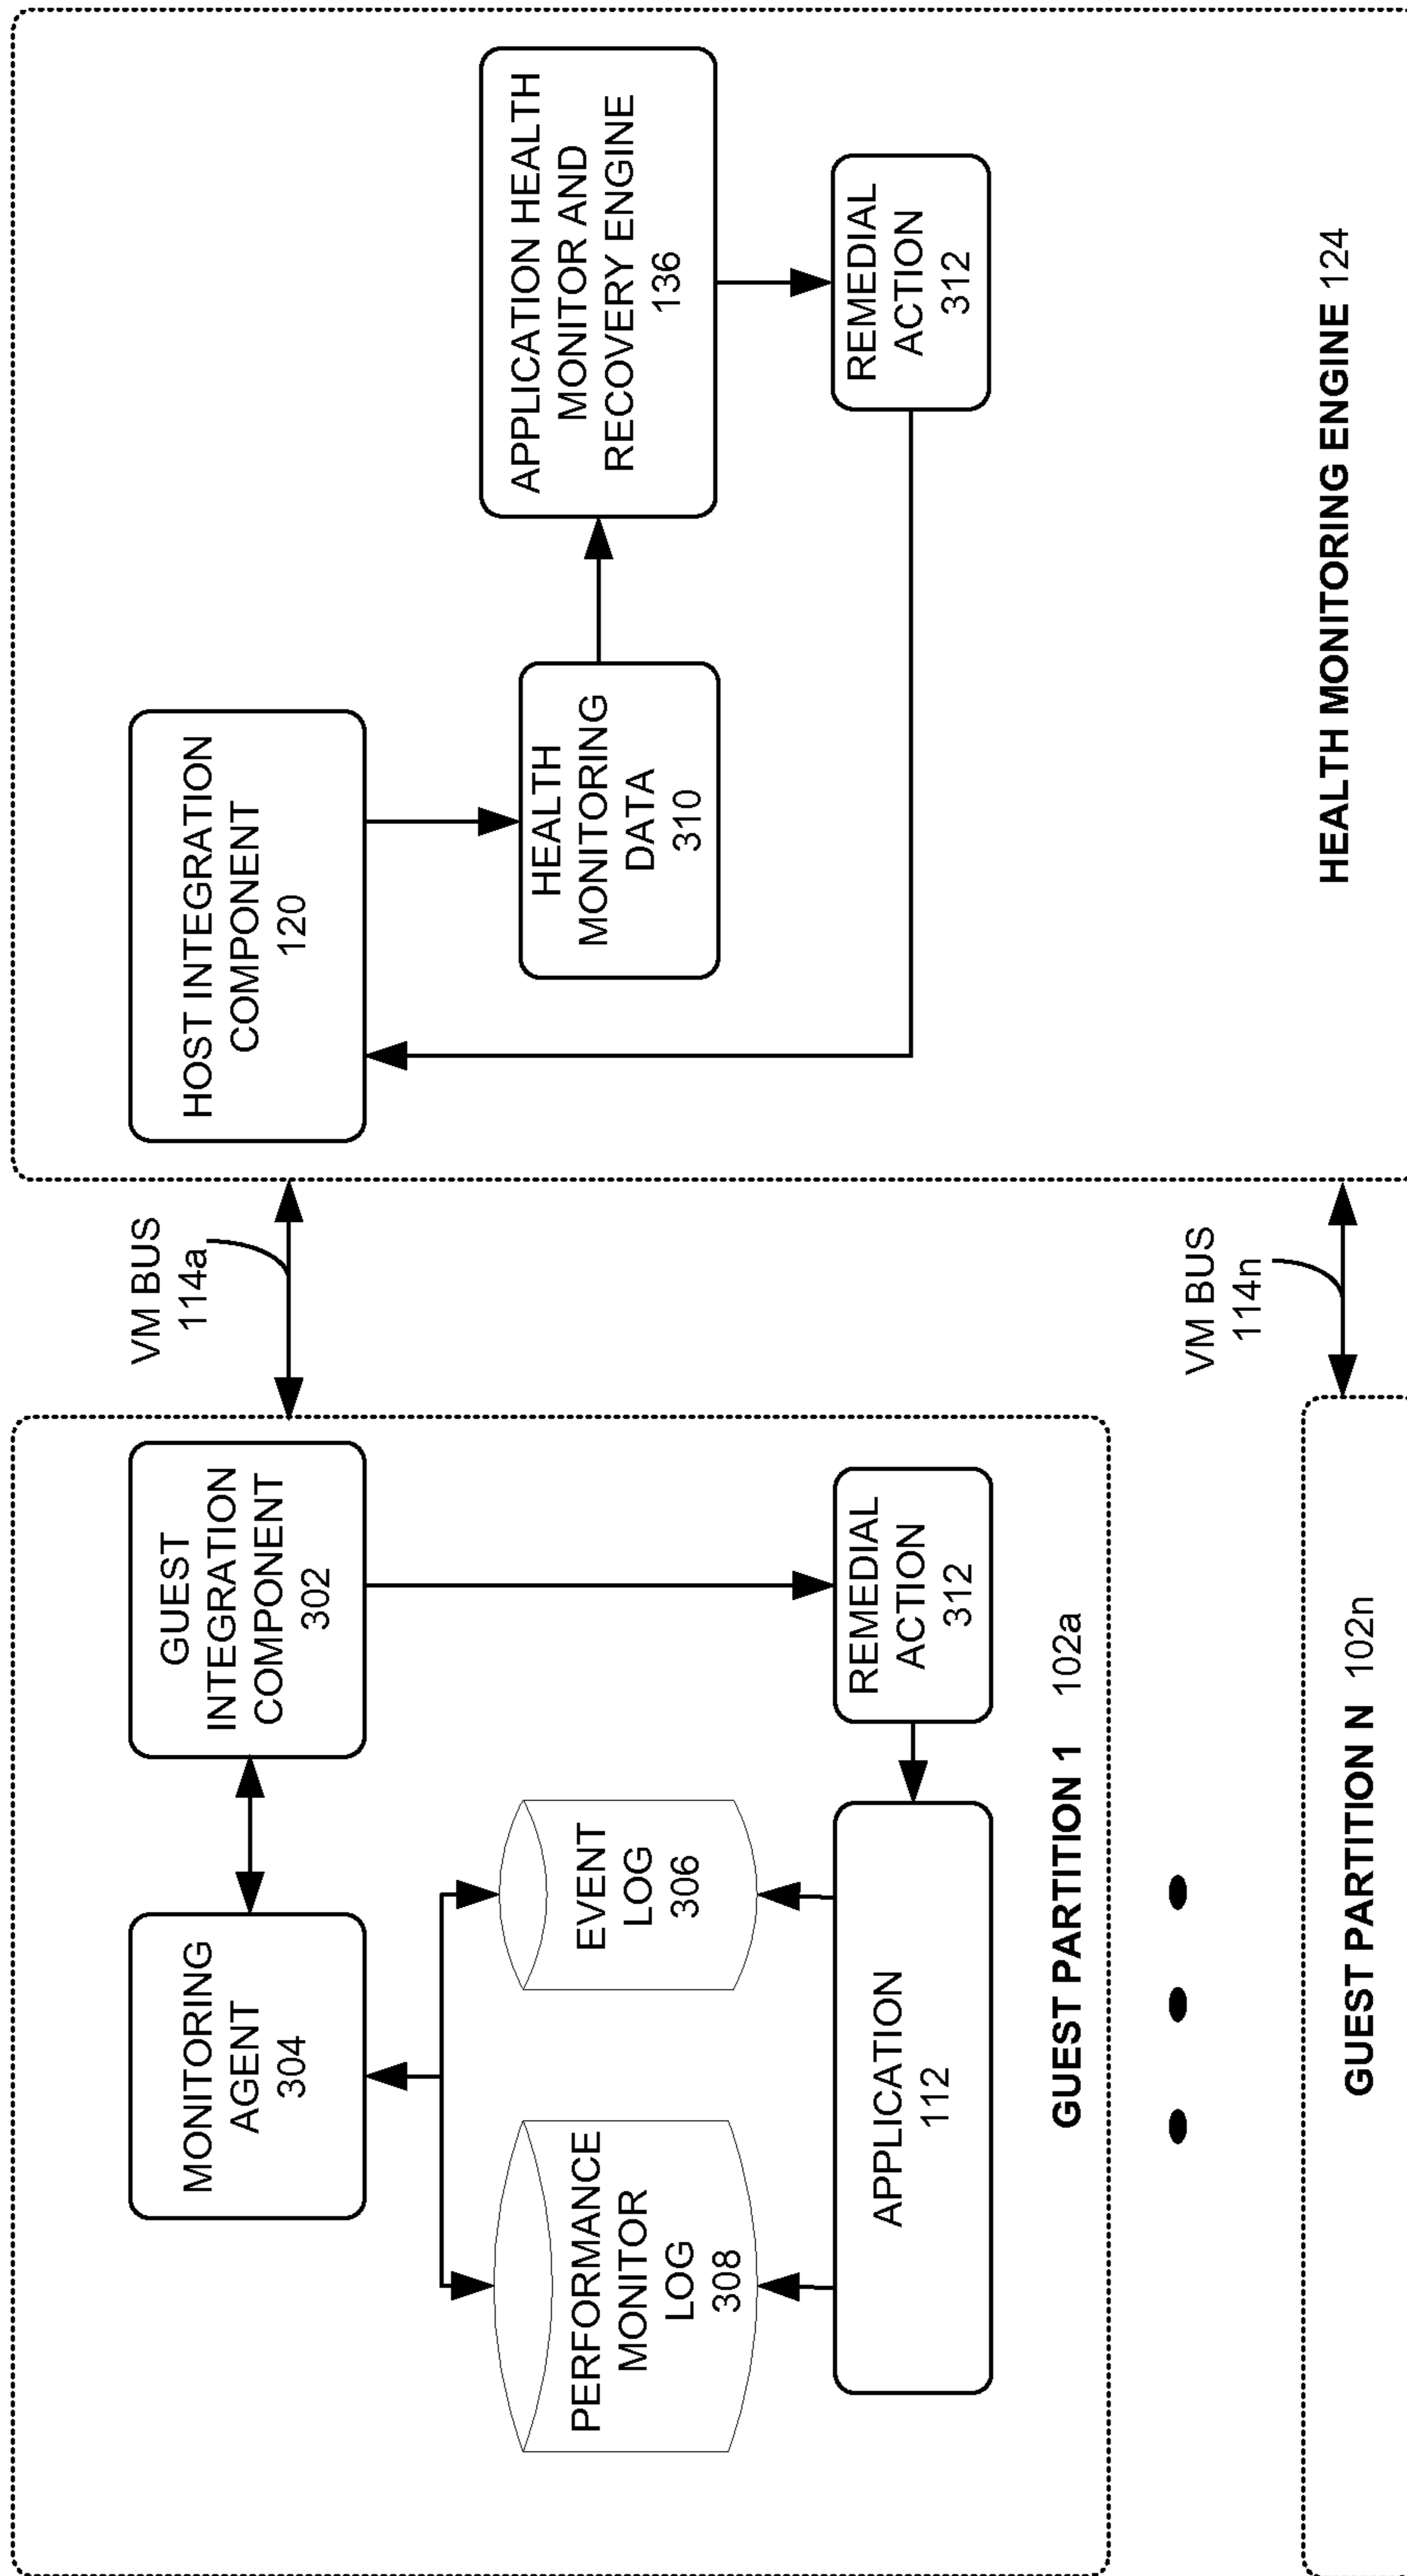 MONITORING
AGENT
304
GUEST
INTEGRATION
COMPONENT
302
PERFORMANCE
MONITOR
LOG
308
EVENT
LOG
306
APPLICATION
112
REMEDIAL
ACTION
312
GUEST PARTITION 1 102a
VM BUS
114a
HOST INTEGRATION
COMPONENT
120
HEALTH
MONITORING
DATA
310
APPLICATION HEALTH
MONITOR AND
RECOVERY ENGINE
136
REMEDIAL
ACTION
312
VM BUS
114n
HEALTH MONITORING ENGINE 124
GUEST PARTITION N 102n